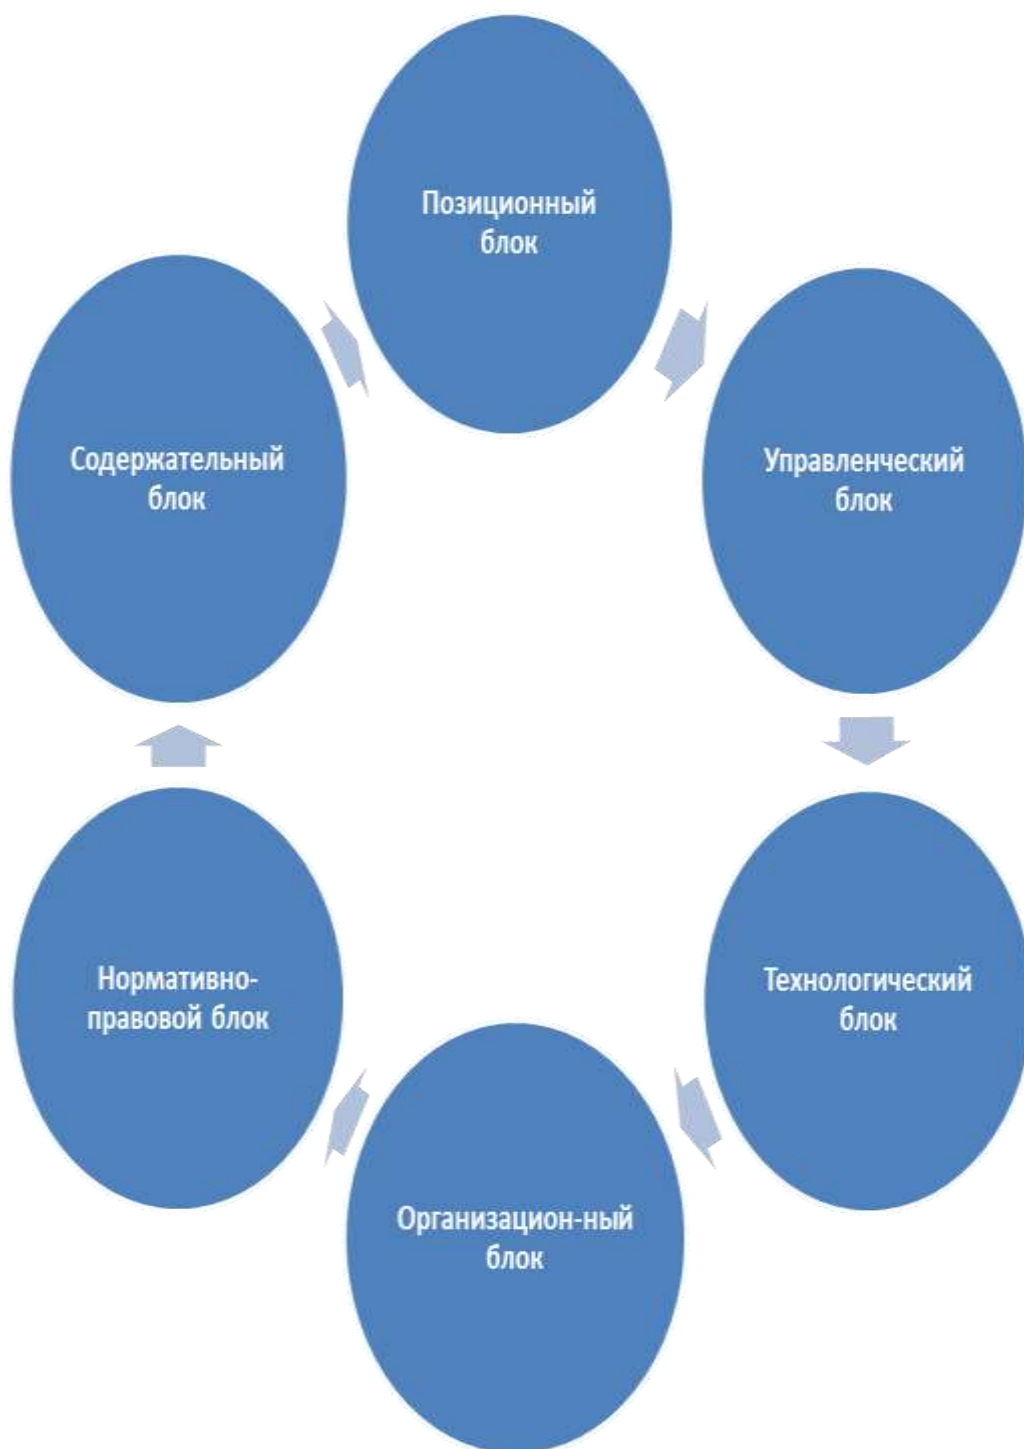 Позиционный
блок
Управленческий
блок
Технологический
блок
Организацион-ный
блок
Нормативно-
правовой блок
Содержательный
блок